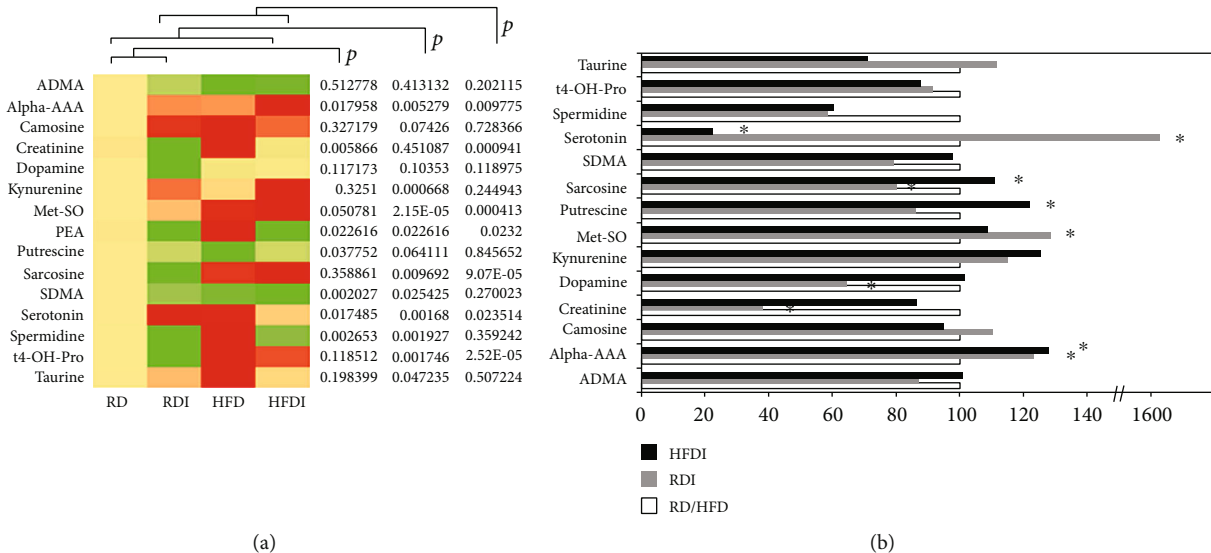 (a)
p
p
p
ADMA 0.512778 0.413132 0.202115
Alpha-AAA 0.017958 0.005279 0.009775
Camosine 0.327179 0.07426 0.728366
Creatinine 0.005866 0.451087 0.000941
Dopamine 0.117173 0.10353 0.118975
Kynurenine 0.3251 0.000668 0.244943
Met-SO 0.050781 2.15E-05 0.000413
PEA 0.022616 0.022616 0.0232
Putrescine 0.037752 0.064111 0.845652
Sarcosine 0.358861 0.009692 9.07E-05
SDMA 0.002027 0.025425 0.270023
Serotonin 0.017485 0.00168 0.023514
Spermidine 0.002653 0.001927 0.359242
t4-OH-Pro 0.118512 0.001746 2.52E-05
Taurine 0.198399 0.047235 0.507224
RD RDI HFD HFDI
(b)
Taurine
t4-OH-Pro
Spermidine
Serotonin * *
SDMA
Sarcosine * *
Putrescine *
Met-SO *
Kynurenine
Dopamine *
Creatinine *
Camosine
Alpha-AAA * *
ADMA
0 20 40 60 80 100 120 140 1600
HFDI
RDI
RD/HFD